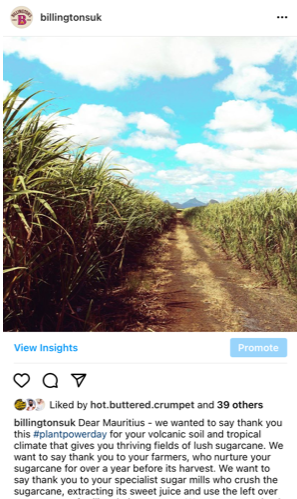 billingtonsuk
View Insights
Promote
Liked by hot.buttered.crumpet and 39 others
billingtonsuk Dear Mauritius - we wanted to say thank you
this #plantpowerday for your volcanic soil and tropical
climate that gives you thriving fields of lush sugarcane. We
want to say thank you to your farmers, who nurture your
sugarcane for over a year before its harvest. We want to
say thank you to your specialist sugar mills who crush the
sugarcane, extracting its sweet juice and use the left over